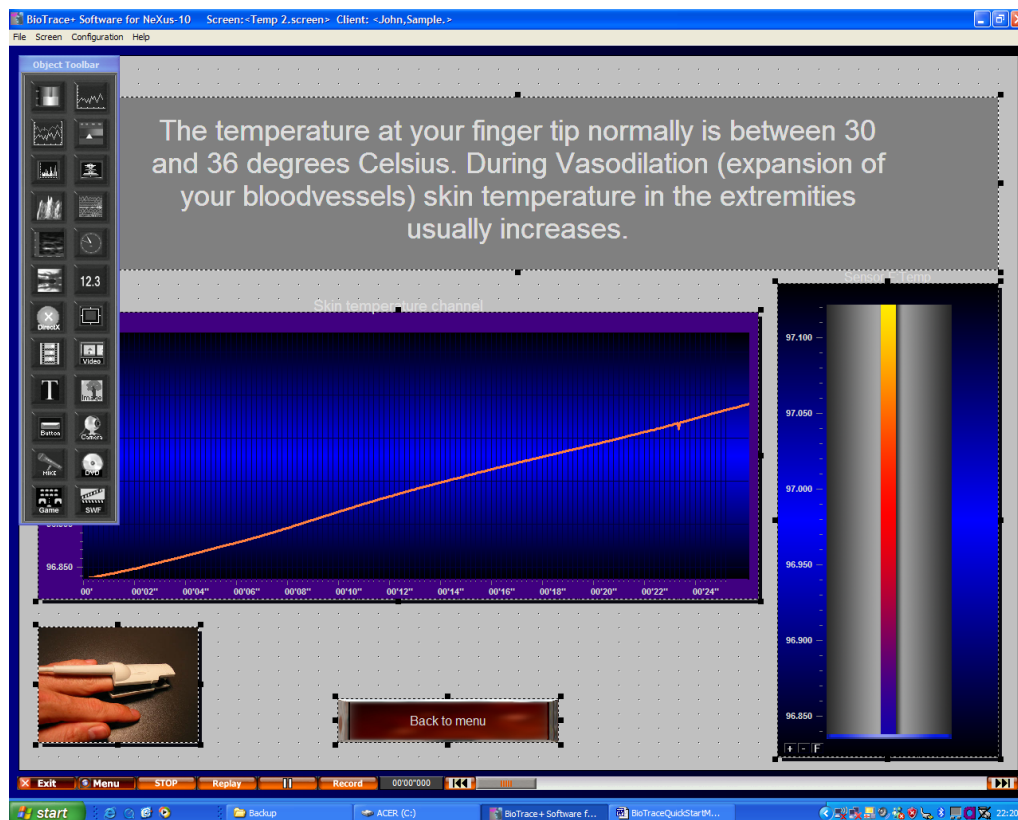 BioTrace+ Software for NeXus-10 Screen:<Temp 2.screen> Client: <John,Sample.>
File Screen Configuration Help
Object Toolbar
12.3
DirectX
Video
T
Image
Button
Camera
MIKE
DVD
Game
SWF
The temperature at your finger tip normally is between 30
and 36 degrees Celsius. During Vasodilation (expansion of
your bloodvessels) skin temperature in the extremities
usually increases.
Skin temperature channel
96.850
00' 00'02" 00'04" 00'06" 00'08" 00'10" 00'12" 00'14" 00'16" 00'18" 00'20" 00'22" 00'24"
Temp
97.100
97.050
97.000
96.950
96.900
96.850
+ - F
Back to menu
Exit Menu STOP Replay Record 00'00"000
start Backup ACER (C:) BioTrace+ Software f... BioTraceQuickStartM... 22:20